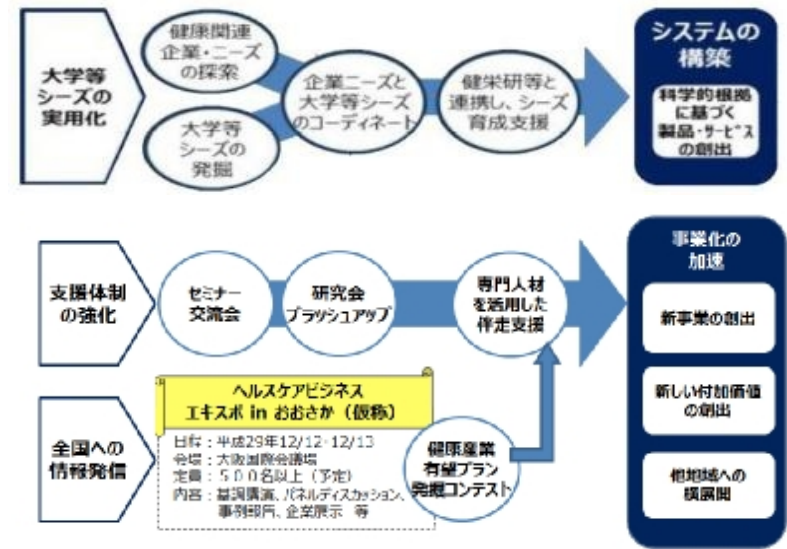 大学等
シーズの
実用化
健康関連
企業・ニーズ
の探索
大学等
シーズの
発掘
企業ニーズと
大学等シーズ
のコーディネート
健栄研等と
連携し、シーズ
育成支援
システムの
構築
科学的根拠
に基づく
製品・サービス
の創出
支援体制
の強化
セミナー
交流会
研究会
ブラッシュアップ
専門人材
を活用した
伴走支援
事業化の
加速
新事業の創出
新しい付加価値
の創出
他地域への
横展開
全国への
情報発信
ヘルスケアビジネス
エキスポ in おおさか（仮称）
日程：平成29年12/12-12/13
会場：大阪国際会議場
定員：５００名以上（予定）
内容：基調講演、パネルディスカッション、
事例報告、企業展示 等
健康産業
有望プラン
発掘コンテスト